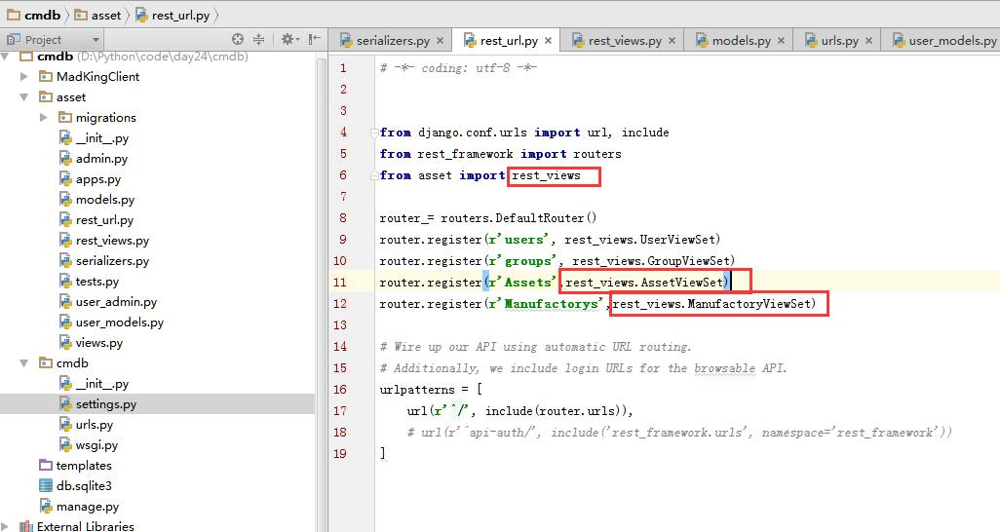 cmdb asset rest_url.py
Project
serializers.py × rest_url.py × rest_views.py × models.py × urls.py × user_models.py
cmdb (D:\Python\code\day24\cmdb)
MadKingClient
asset
migrations
__init__.py
admin.py
apps.py
models.py
rest_url.py
rest_views.py
serializers.py
tests.py
user_admin.py
user_models.py
views.py
cmdb
__init__.py
settings.py
urls.py
wsgi.py
templates
db.sqlite3
manage.py
External Libraries
1 # -*- coding: utf-8 -*-
2
3
4 from django.conf.urls import url, include
5 from rest_framework import routers
6 from asset import rest_views
7
8 router = routers.DefaultRouter()
9 router.register(r'users', rest_views.UserViewSet)
10 router.register(r'groups', rest_views.GroupViewSet)
11 router.register(r'Assets',rest_views.AssetViewSet)
12 router.register(r'Manufactorys',rest_views.ManufactoryViewSet)
13
14 # Wire up our API using automatic URL routing.
15 # Additionally, we include login URLs for the browsable API.
16 urlpatterns = [
17 url(r'^/', include(router.urls)),
18 # url(r'^api-auth/', include('rest_framework.urls', namespace='rest_framework'))
19 ]